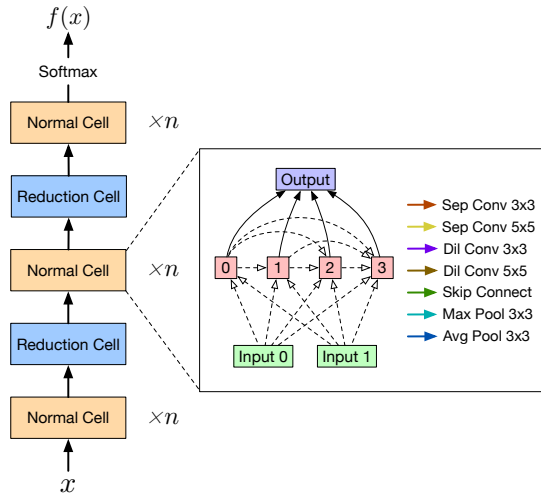 f(x)
Softmax
Normal Cell
×n
Reduction Cell
Normal Cell
×n
Reduction Cell
Normal Cell
×n
x
Output
0
1
2
3
Input 0
Input 1
Sep Conv 3x3
Sep Conv 5x5
Dil Conv 3x3
Dil Conv 5x5
Skip Connect
Max Pool 3x3
Avg Pool 3x3